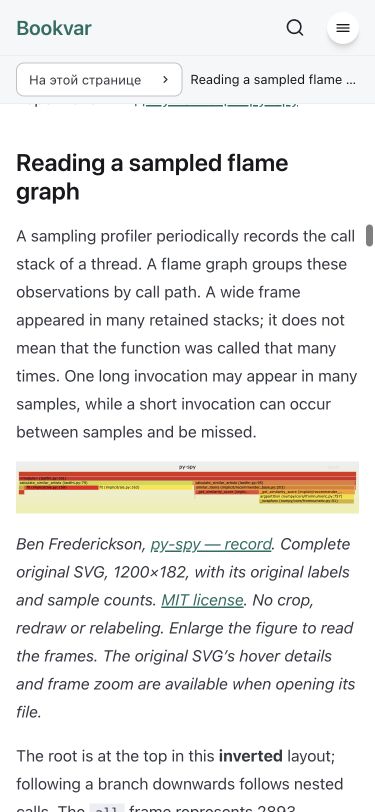 Bookvar
На этой странице
Reading a sampled flame ...
Reading a sampled flame
graph
A sampling profiler periodically records the call
stack of a thread. A flame graph groups these
observations by call path. A wide frame
appeared in many retained stacks; it does not
mean that the function was called that many
times. One long invocation may appear in many
samples, while a short invocation can occur
between samples and be missed.
py-spy
Ben Frederickson, py-spy — record. Complete
original SVG, 1200×182, with its original labels
and sample counts. MIT license. No crop,
redraw or relabeling. Enlarge the figure to read
the frames. The original SVG’s hover details
and frame zoom are available when opening its
file.
The root is at the top in this inverted layout;
following a branch downwards follows nested
calls. The all frame represents 2893